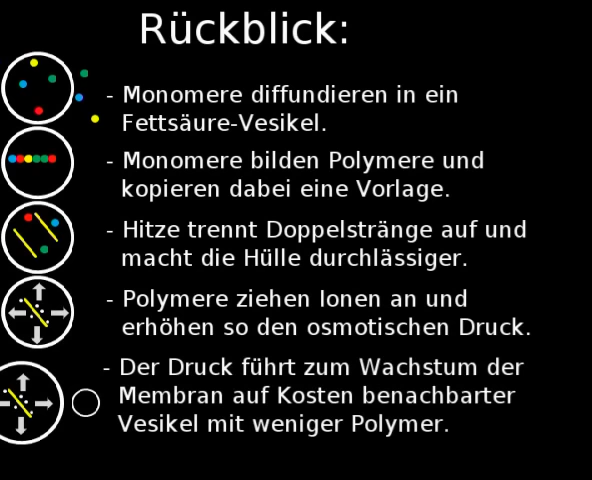 Rückblick:
- Monomere diffundieren in ein
Fettsäure-Vesikel.
- Monomere bilden Polymere und
kopieren dabei eine Vorlage.
- Hitze trennt Doppelstränge auf und
macht die Hülle durchlässiger.
- Polymere ziehen Ionen an und
erhöhen so den osmotischen Druck.
- Der Druck führt zum Wachstum der
Membran auf Kosten benachbarter
Vesikel mit weniger Polymer.